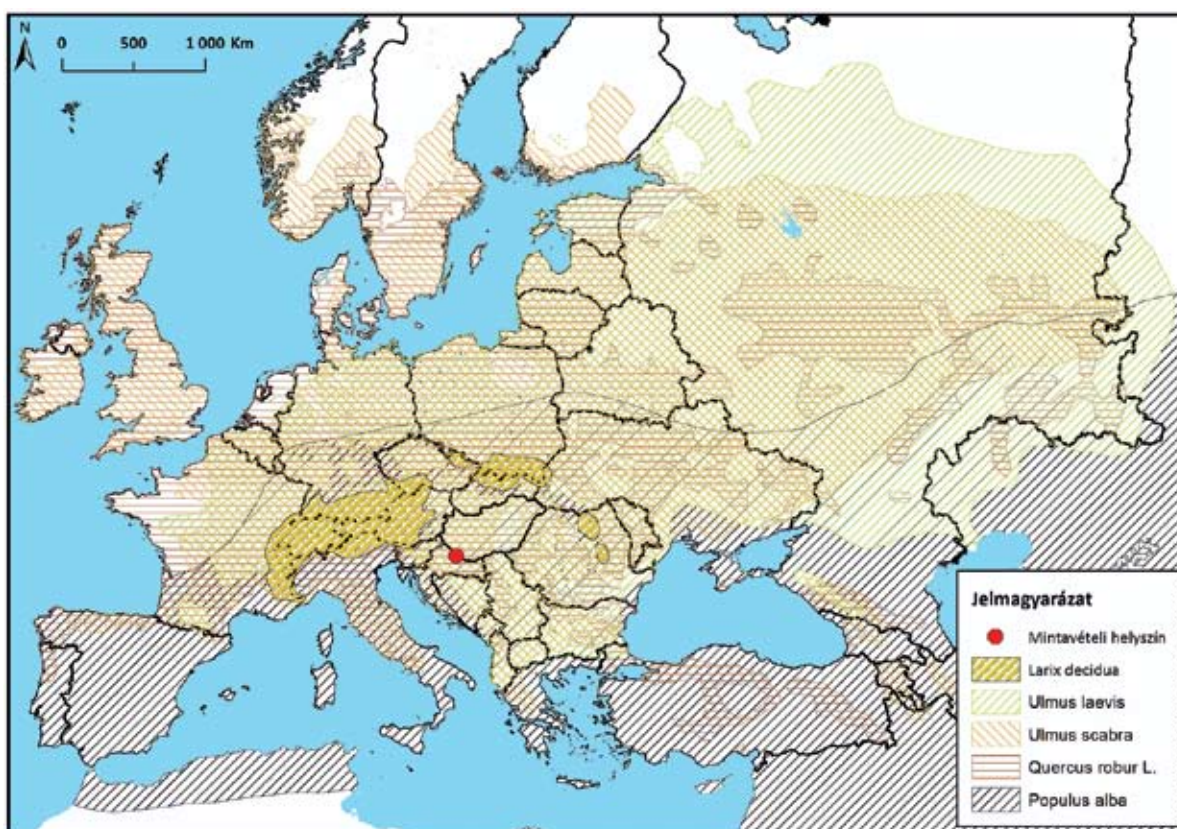 N
0 500 1 000 Km
Jelmagyarázat
Mintavételi helyszín
Larix decidua
Ulmus laevis
Ulmus scabra
Quercus robur L.
Populus alba